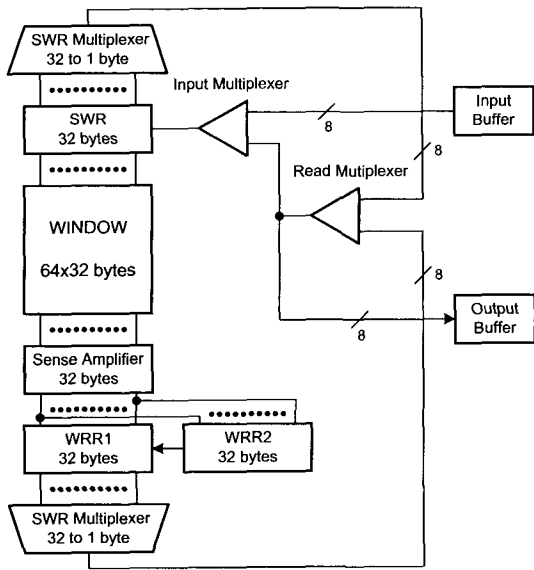 SWR Multiplexer
32 to 1 byte
Input Multiplexer
SWR
32 bytes
8
Input
Buffer
8
Read Mutiplexer
WINDOW
64x32 bytes
8
8
Output
Buffer
Sense Amplifier
32 bytes
WRR1
32 bytes
WRR2
32 bytes
SWR Multiplexer
32 to 1 byte